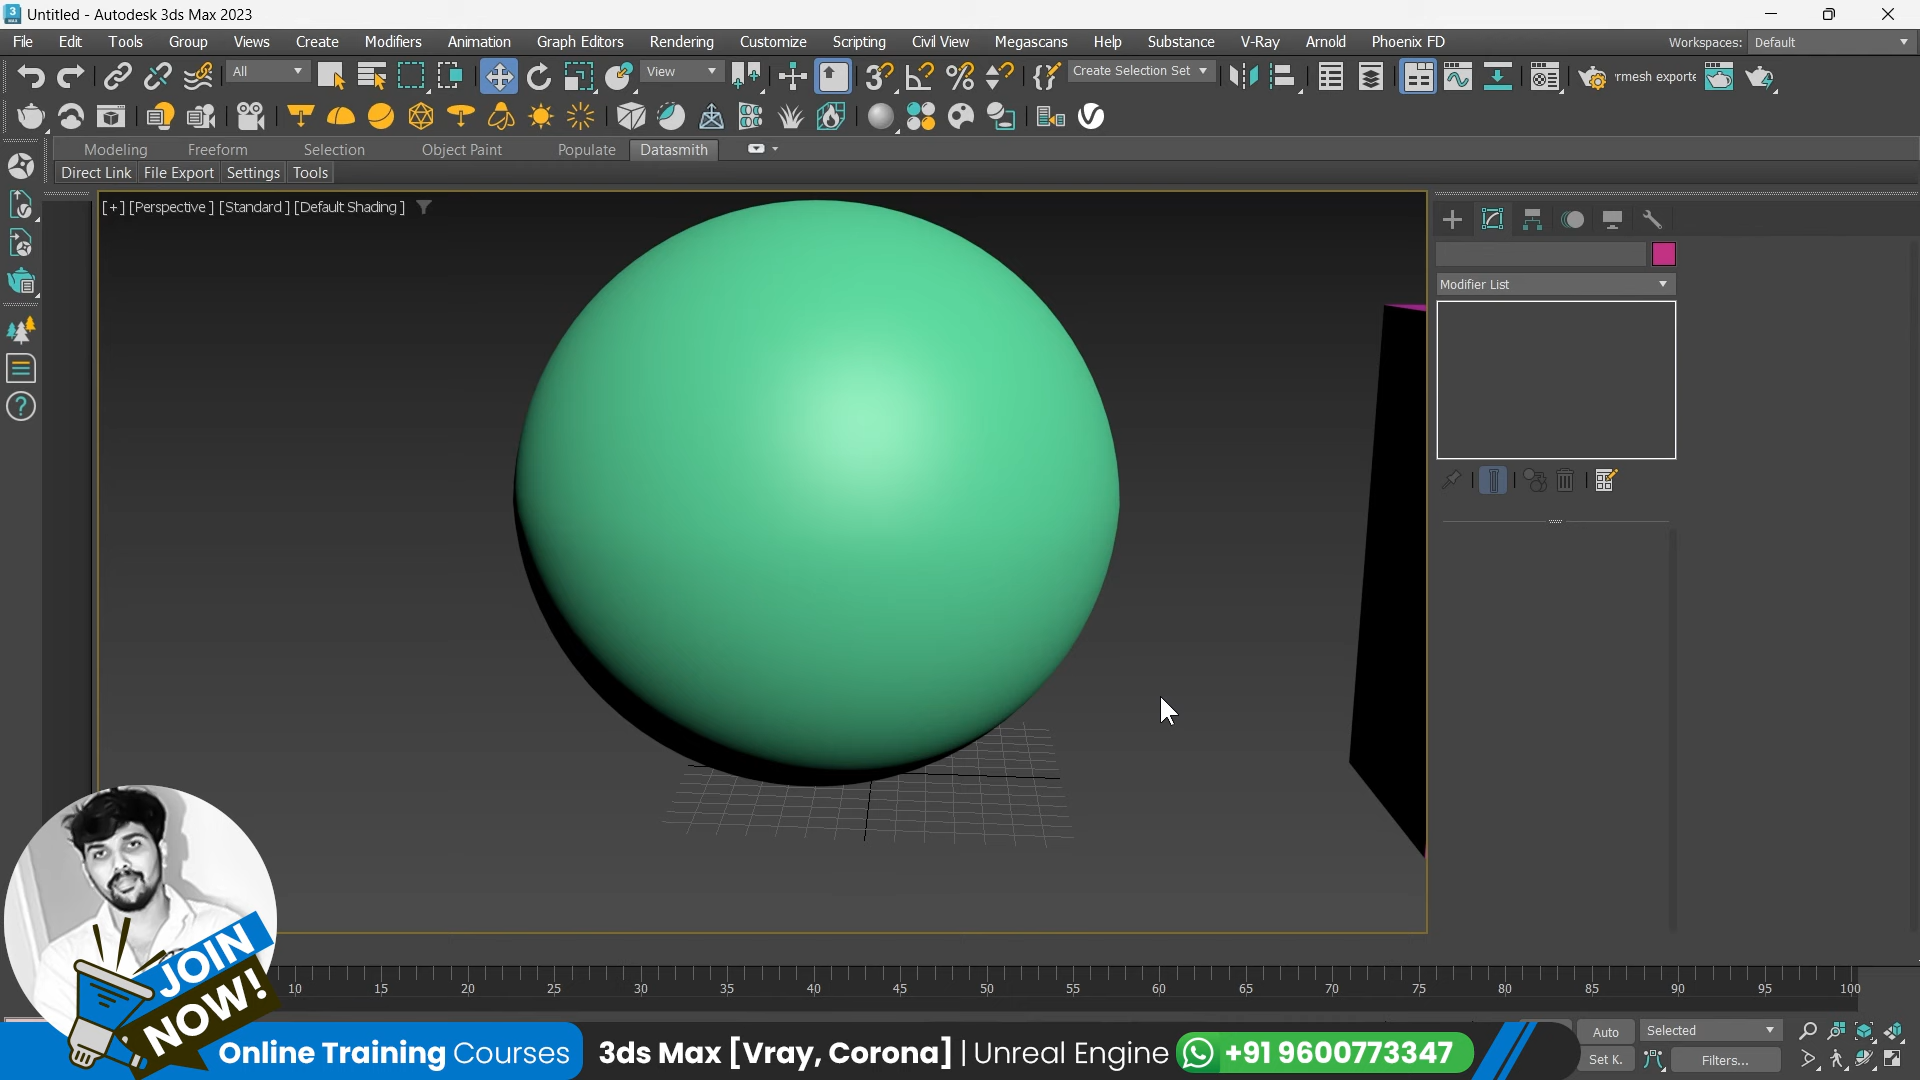 Untitled - Autodesk 3ds Max 2023
File Edit Tools Group Views Create Modifiers Animation Graph Editors Rendering Customize Scripting Civil View Megascans Help Substance V-Ray Arnold Phoenix FD Workspaces: Default
All View Create Selection Set rmesh exporte
Modeling Freeform Selection Object Paint Populate Datasmith
Direct Link File Export Settings Tools
[+] [Perspective ] [Standard ] [Default Shading ]
Modifier List
10 15 20 25 30 35 40 45 50 55 60 65 70 75 80 85 90 95 100
Auto Selected
Set K. Filters...
JOIN
NOW!
Online Training Courses 3ds Max [Vray, Corona] | Unreal Engine +91 9600773347